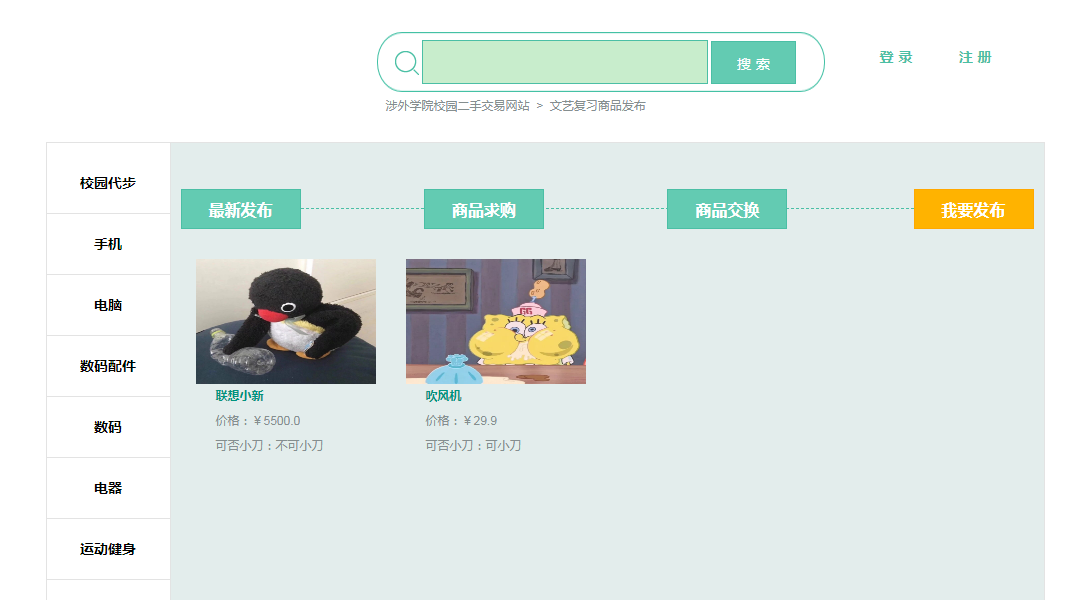 搜 索
登 录
注 册
涉外学院校园二手交易网站 > 文艺复习商品发布
校园代步
手机
电脑
数码配件
数码
电器
运动健身
最新发布
商品求购
商品交换
我要发布
联想小新
价格：￥5500.0
可否小刀：不可小刀
吹风机
价格：￥29.9
可否小刀：可小刀